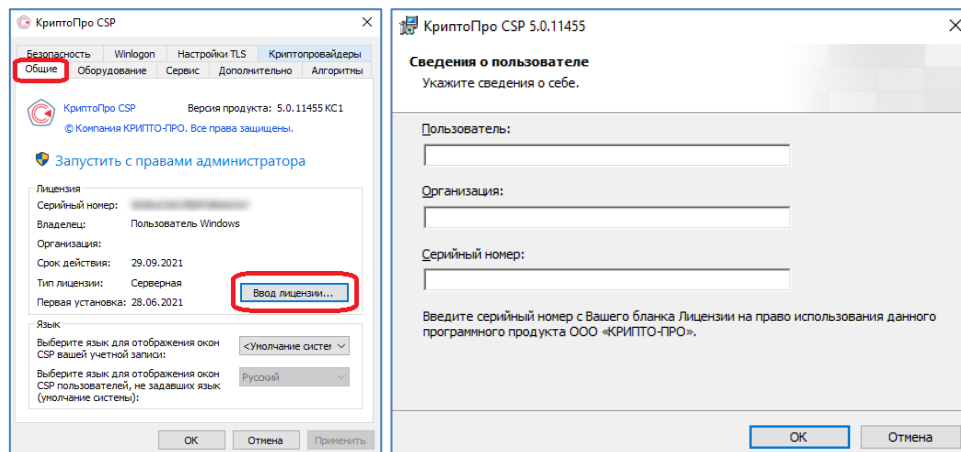 КриптоПро CSP
Безопасность Winlogon Настройки TLS Криптопровайдеры
Общие Оборудование Сервис Дополнительно Алгоритмы
КриптоПро CSP Версия продукта: 5.0.11455 КС1
© Компания КРИПТО-ПРО. Все права защищены.
Запустить с правами администратора
Лицензия
Серийный номер:
Владелец: Пользователь Windows
Организация:
Срок действия: 29.09.2021
Тип лицензии: Серверная
Ввод лицензии...
Первая установка: 28.06.2021
Язык
Выберите язык для отображения окон
CSP вашей учетной записи:
<Умолчание систем
Выберите язык для отображения окон
CSP пользователей, не задавших язык
(умолчание системы):
Русский
ОК Отмена Применить
КриптоПро CSP 5.0.11455
Сведения о пользователе
Укажите сведения о себе.
Пользователь:
Организация:
Серийный номер:
Введите серийный номер с Вашего бланка Лицензии на право использования данного
программного продукта ООО «КРИПТО-ПРО».
ОК Отмена